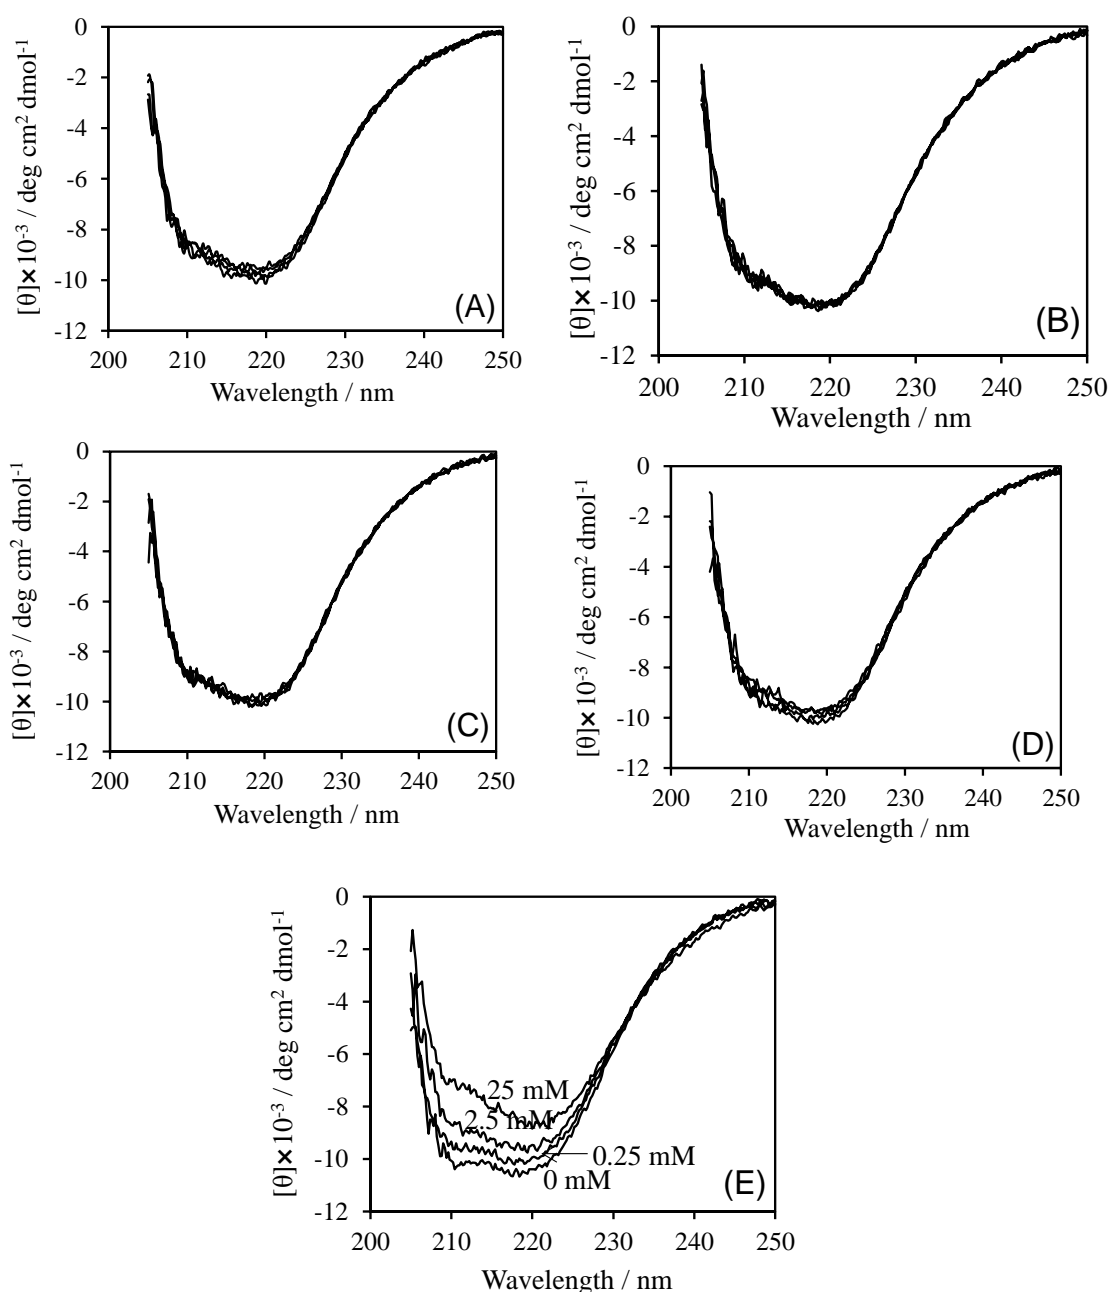 0
-2
-4
-6
-8
-10
-12
200 210 220 230 240 250
Wavelength / nm
[θ]×10⁻³ / deg cm² dmol⁻¹
(A)
0
-2
-4
-6
-8
-10
-12
200 210 220 230 240 250
Wavelength / nm
[θ]×10⁻³ / deg cm² dmol⁻¹
(B)
0
-2
-4
-6
-8
-10
-12
200 210 220 230 240 250
Wavelength / nm
[θ]×10⁻³ / deg cm² dmol⁻¹
(C)
0
-2
-4
-6
-8
-10
-12
200 210 220 230 240 250
Wavelength / nm
[θ]×10⁻³ / deg cm² dmol⁻¹
(D)
0
-2
-4
-6
-8
-10
-12
200 210 220 230 240 250
Wavelength / nm
[θ]×10⁻³ / deg cm² dmol⁻¹
25 mM
2.5 mM
0.25 mM
0 mM
(E)